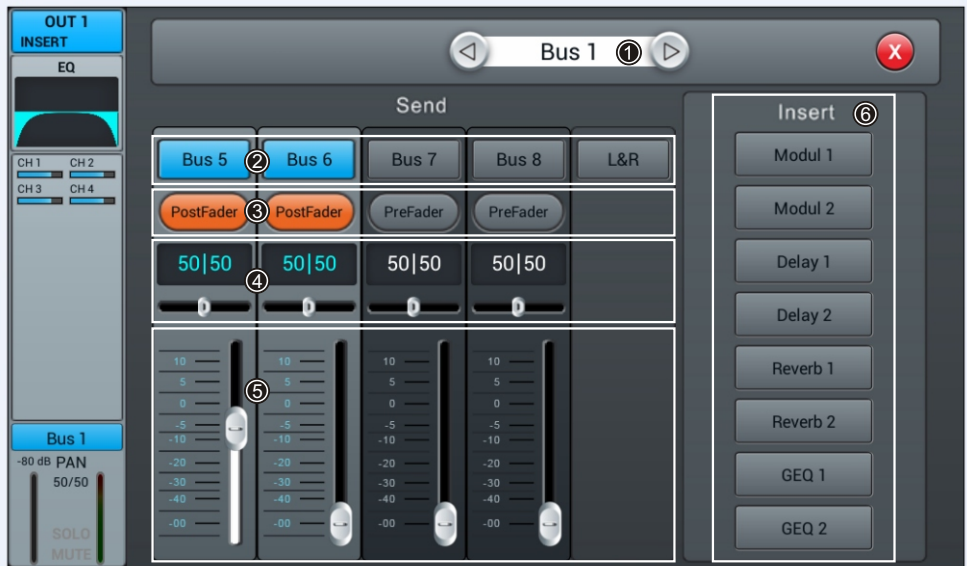 OUT 1
INSERT
EQ
CH 1 CH 2
CH 3 CH 4
Bus 1
-80 dB PAN
50/50
SOLO
MUTE
Bus 1 ①
X
Send
Bus 5 ② Bus 6 Bus 7 Bus 8 L&R
PostFader ③ PostFader PreFader PreFader
50|50 ④ 50|50 50|50 50|50
⑤
10 10 10 10
5 5 5 5
0 0 0 0
-5 -5 -5 -5
-10 -10 -10 -10
-20 -20 -20 -20
-30 -30 -30 -30
-40 -40 -40 -40
-00 -00 -00 -00
Insert ⑥
Modul 1
Modul 2
Delay 1
Delay 2
Reverb 1
Reverb 2
GEQ 1
GEQ 2